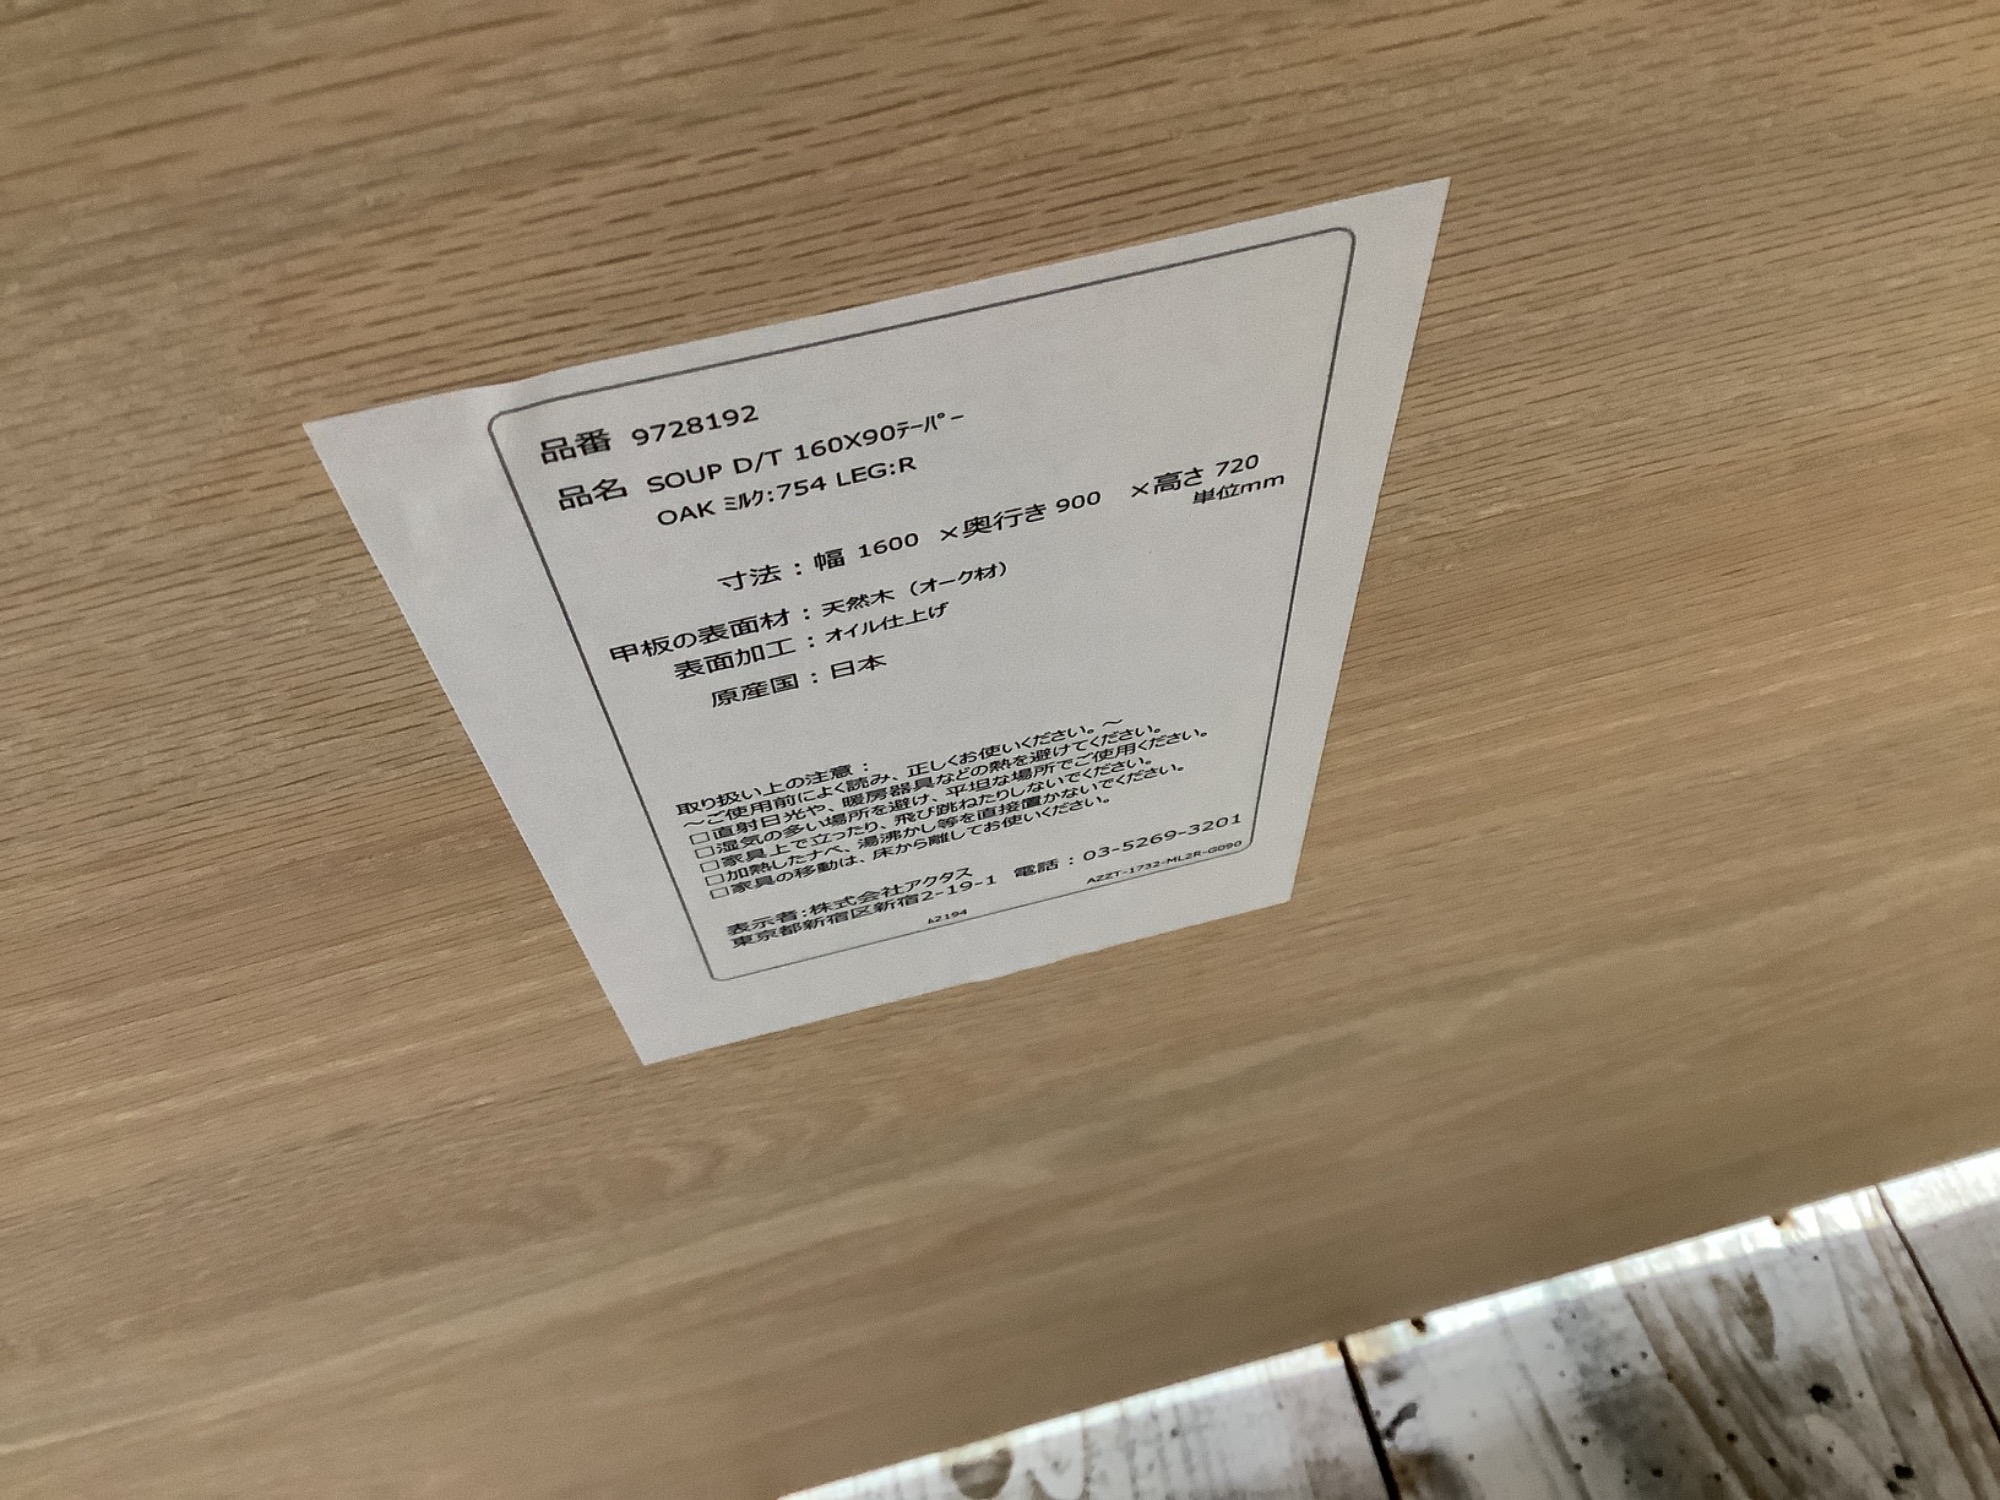 品番 9728192
品名 SOUP D/T 160X90ﾃｰﾊﾟｰ
OAK ﾐﾙｸ:754 LEG:R
寸法：幅 1600 ×奥行き 900 ×高さ 720
単位mm
甲板の表面材：天然木（オーク材）
表面加工：オイル仕上げ
原産国：日本
取り扱い上の注意：
～ご使用前によく読み、正しくお使いください。～
□直射日光や、暖房器具などの熱を避けてください。
□湿気の多い場所を避け、平坦な場所でご使用ください。
□家具上で立ったり、飛び跳ねたりしないでください。
□加熱したナベ、湯沸かし等を直接置かないでください。
□家具の移動は、床から離してお使いください。
表示者:株式会社アクタス
東京都新宿区新宿2-19-1 電話：03-5269-3201
AZZT-1732-ML2R-G090